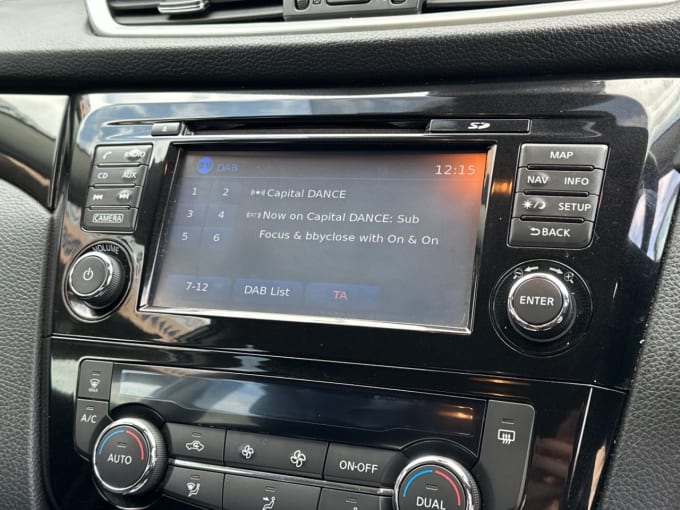 SD
RADIO
CD AUX
CAMERA
VOLUME
DAB 12:15
1 2 Capital DANCE
3 4 Now on Capital DANCE: Sub
5 6 Focus & bbyclose with On & On
7-12 DAB List TA
MAP
NAV INFO
SETUP
BACK
ENTER
A/C
AUTO
ON·OFF
DUAL